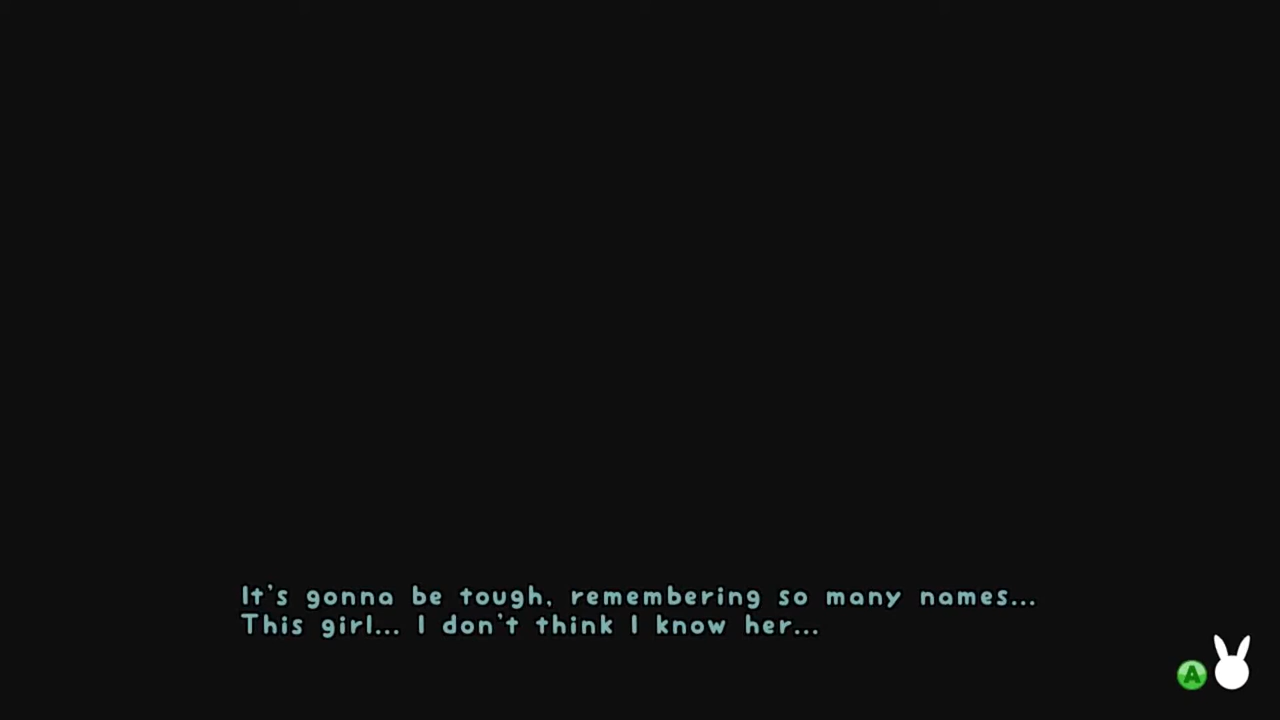 It's gonna be tough, remembering so many names...
This girl... I don't think I know her...
A